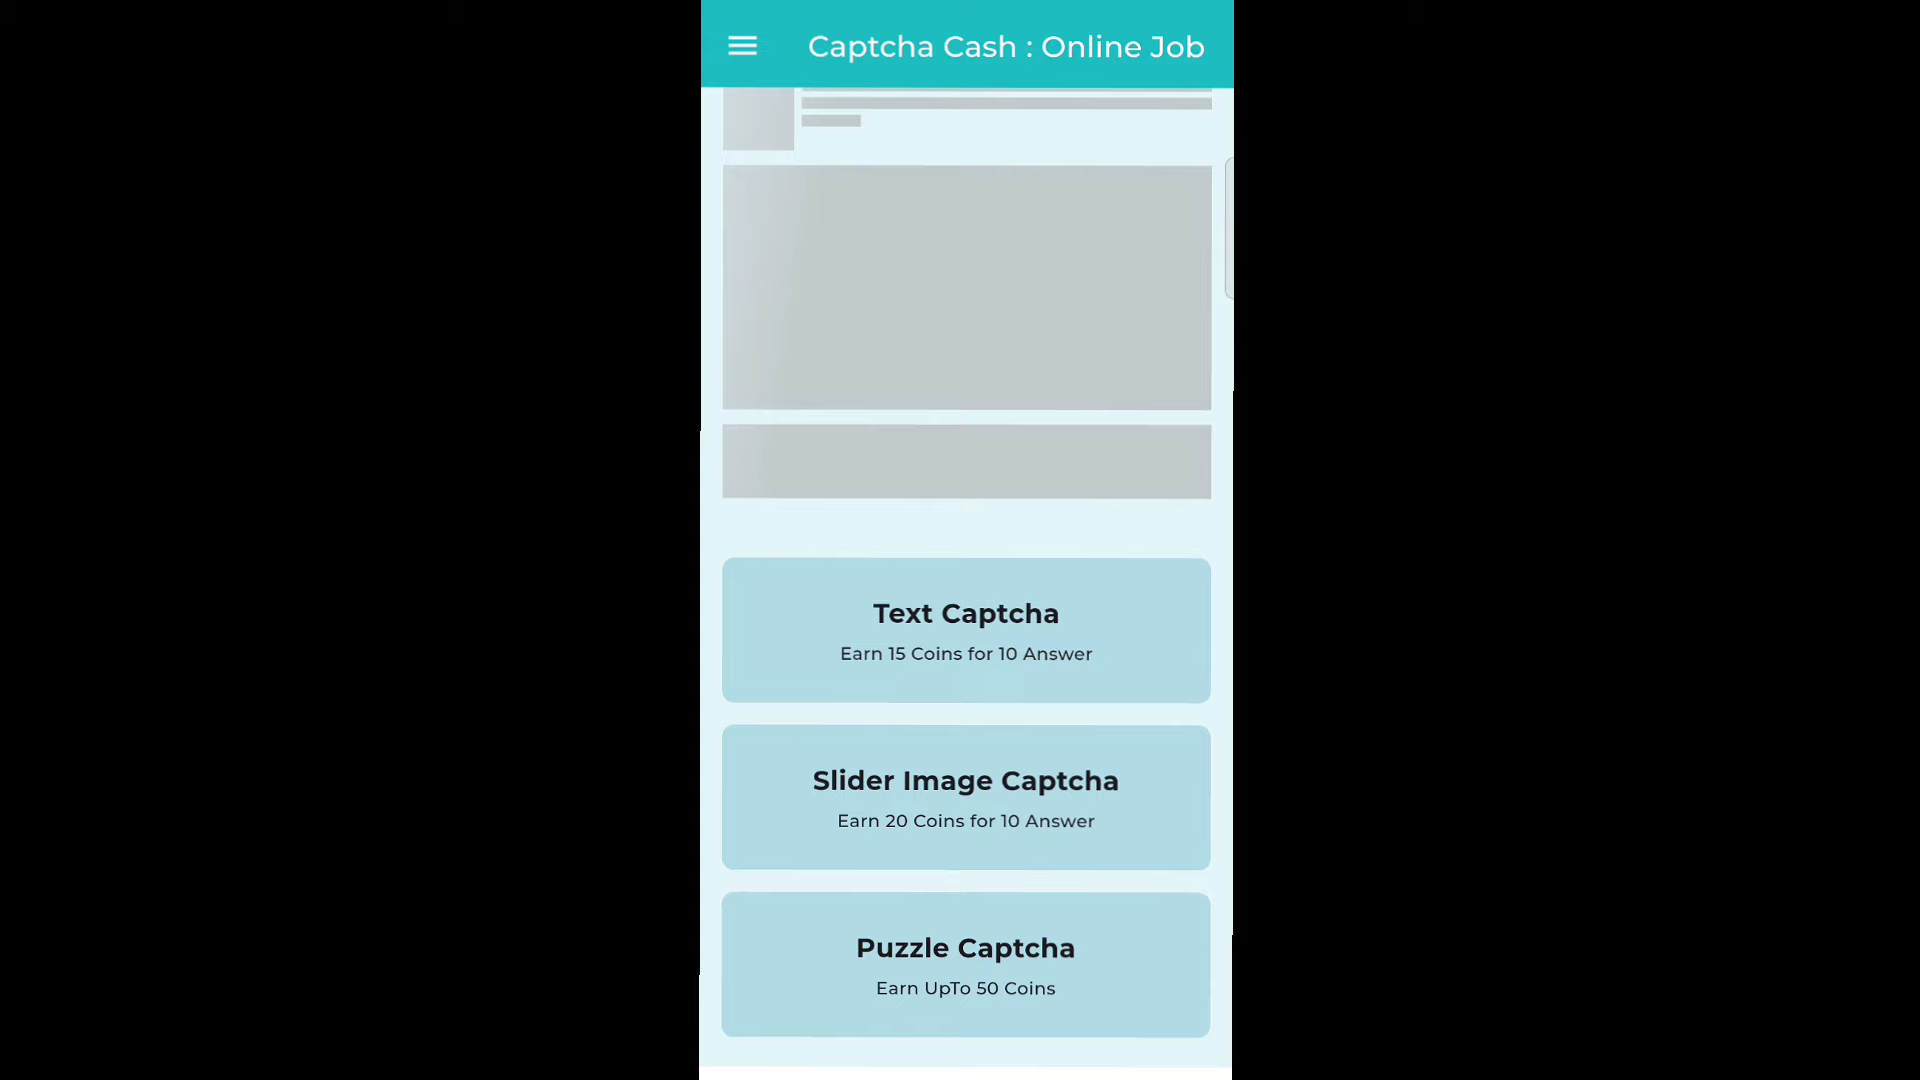 Captcha Cash : Online Job
Text Captcha
Earn 15 Coins for 10 Answer
Slider Image Captcha
Earn 20 Coins for 10 Answer
Puzzle Captcha
Earn UpTo 50 Coins